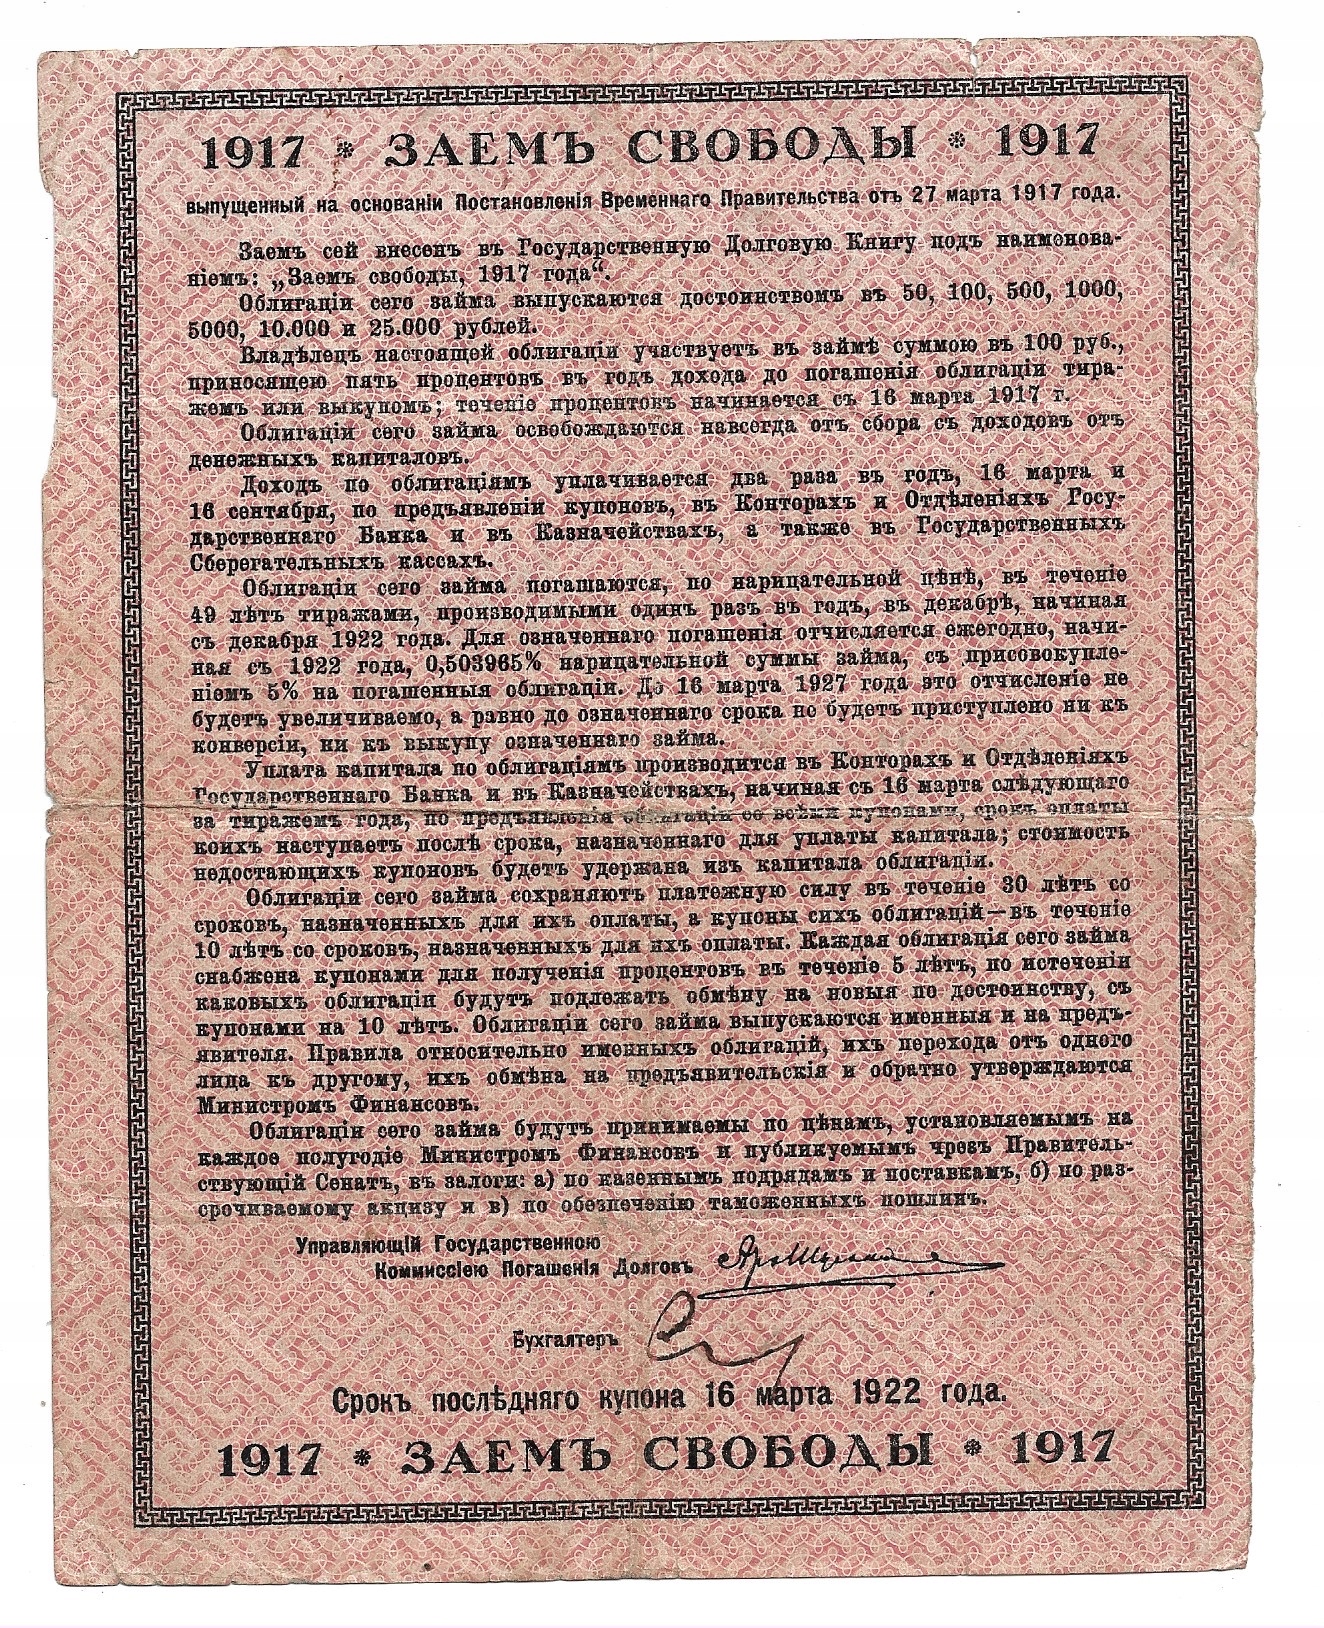 1917 * ЗАЕМЪ СВОБОДЫ * 1917
выпущенный на основаніи Постановленія Временнаго Правительства отъ 27 марта 1917 года.
Заемъ сей внесенъ въ Государственную Долговую Книгу подъ наименова-
ніемъ: „Заемъ свободы, 1917 года“.
Облигаціи сего займа выпускаются достоинствомъ въ 50, 100, 500, 1000,
5000, 10.000 и 25.000 рублей.
Владѣлецъ настоящей облигаціи участвуетъ въ займѣ суммою въ 100 руб.,
приносящею пять процентовъ въ годъ дохода до погашенія облигаціи тира-
жемъ или выкупомъ; теченіе процентовъ начинается съ 16 марта 1917 г.
Облигаціи сего займа освобождаются навсегда отъ сбора съ доходовъ отъ
денежныхъ капиталовъ.
Доходъ по облигаціямъ уплачивается два раза въ годъ, 16 марта и
16 сентября, по предъявленіи купоновъ, въ Конторахъ и Отдѣленіяхъ Госу-
дарственнаго Банка и въ Казначействахъ, а также въ Государственныхъ
Сберегательныхъ кассахъ.
Облигаціи сего займа погашаются, по нарицательной цѣнѣ, въ теченіе
49 лѣтъ тиражами, производимыми одинъ разъ въ годъ, въ декабрѣ, начиная
съ декабря 1922 года. Для означеннаго погашенія отчисляется ежегодно, начи-
ная съ 1922 года, 0,503965% нарицательной суммы займа, съ присовокупле-
ніемъ 5% на погашенныя облигаціи. До 16 марта 1927 года это отчисленіе не
будетъ увеличиваемо, а равно до означеннаго срока не будетъ приступлено ни къ
конверсіи, ни къ выкупу означеннаго займа.
Уплата капитала по облигаціямъ производится въ Конторахъ и Отдѣленіяхъ
Государственнаго Банка и въ Казначействахъ, начиная съ 16 марта слѣдующаго
за тиражемъ года, по предъявленіи облигаціи со всѣми купонами, срокъ оплаты
коихъ наступаетъ послѣ срока, назначеннаго для уплаты капитала; стоимость
недостающихъ купоновъ будетъ удержана изъ капитала облигаціи.
Облигаціи сего займа сохраняютъ платежную силу въ теченіе 30 лѣтъ со
сроковъ, назначенныхъ для ихъ оплаты, а купоны сихъ облигацій—въ теченіе
10 лѣтъ со сроковъ, назначенныхъ для ихъ оплаты. Каждая облигація сего займа
снабжена купонами для полученія процентовъ въ теченіе 5 лѣтъ, по истеченіи
каковыхъ облигаціи будутъ подлежать обмѣну на новыя по достоинству, съ
купонами на 10 лѣтъ. Облигаціи сего займа выпускаются именныя и на предъ-
явителя. Правила относительно именныхъ облигацій, ихъ перехода отъ одного
лица къ другому, ихъ обмѣна на предъявительскія и обратно утверждаются
Министромъ Финансовъ.
Облигаціи сего займа будутъ принимаемы по цѣнамъ, установляемымъ на
каждое полугодіе Министромъ Финансовъ и публикуемымъ чрезъ Правитель-
ствующій Сенатъ, въ залоги: а) по казеннымъ подрядамъ и поставкамъ, б) по раз-
срочиваемому акцизу и в) по обезпеченію таможенныхъ пошлинъ.
Управляющій Государственною
Коммиссіею Погашенія Долговъ
Бухгалтеръ
Срокъ послѣдняго купона 16 марта 1922 года.
1917 * ЗАЕМЪ СВОБОДЫ * 1917